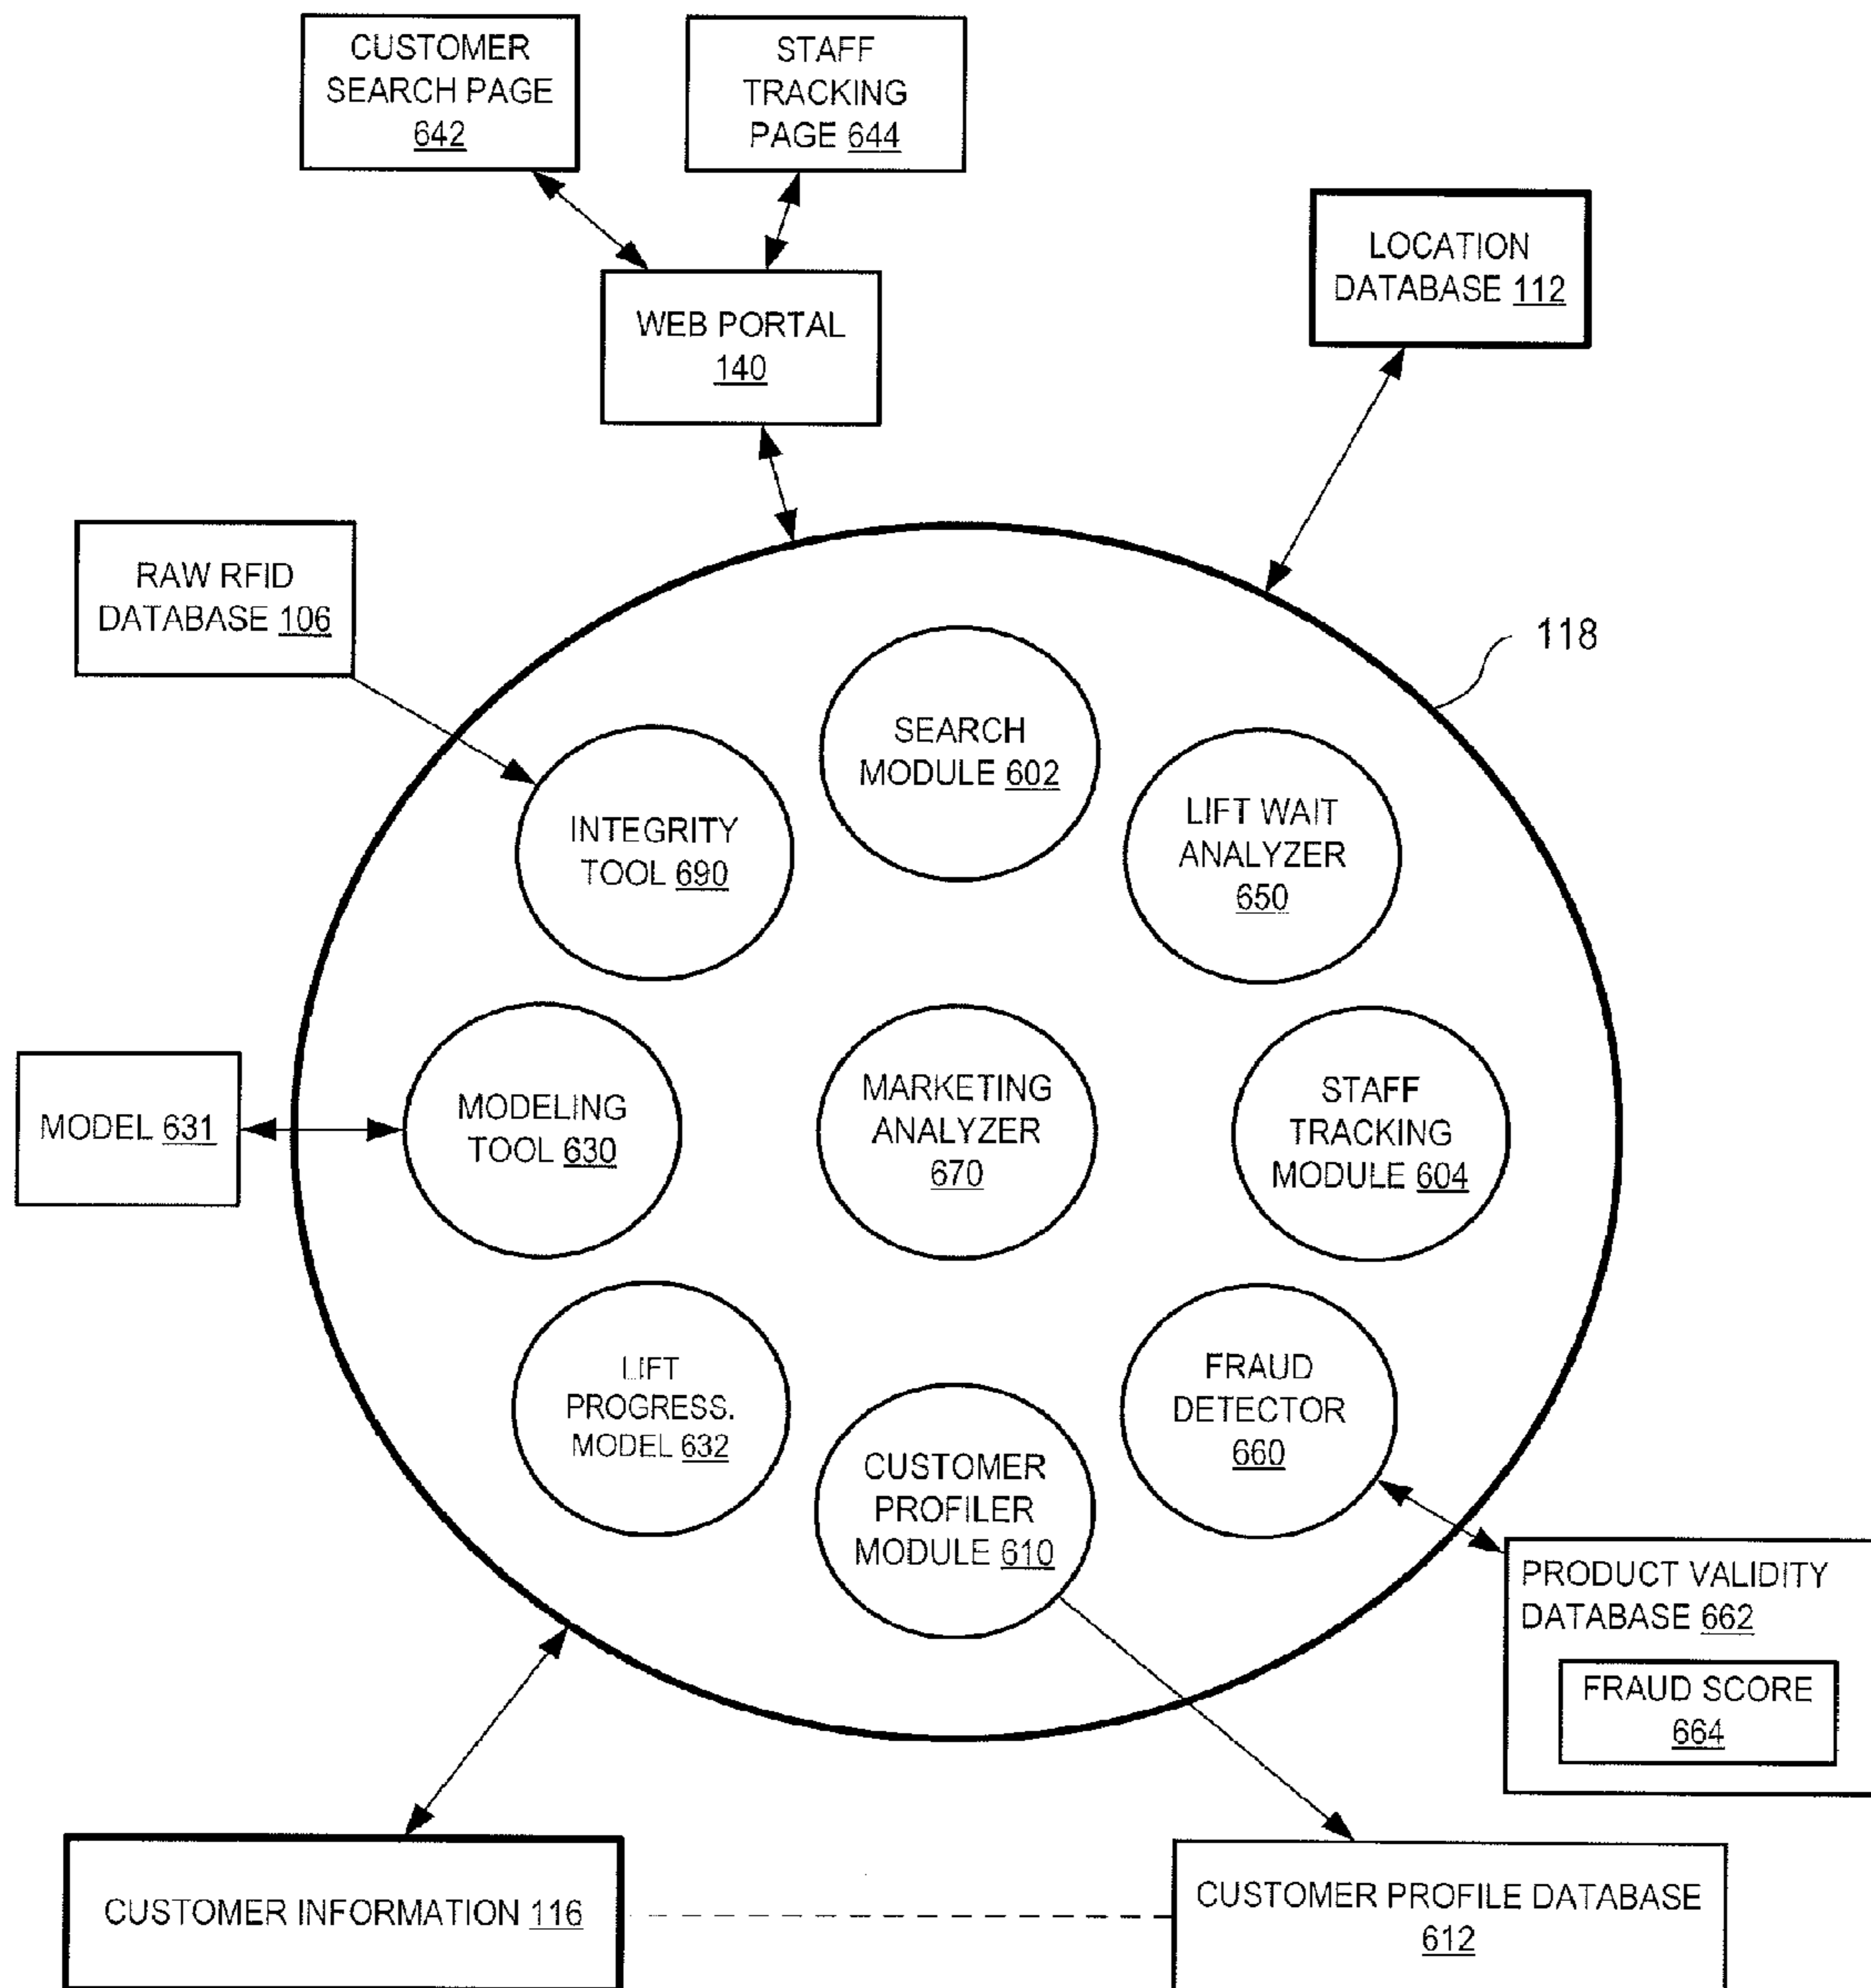 CUSTOMER
SEARCH PAGE
642
STAFF
TRACKING
PAGE 644
LOCATION
DATABASE 112
WEB PORTAL
140
RAW RFID
DATABASE 106
118
SEARCH
MODULE 602
INTEGRITY
TOOL 690
LIFT WAIT
ANALYZER
650
MODEL 631
MODELING
TOOL 630
MARKETING
ANALYZER
670
STAFF
TRACKING
MODULE 604
LIFT
PROGRESS.
MODEL 632
CUSTOMER
PROFILER
MODULE 610
FRAUD
DETECTOR
660
PRODUCT VALIDITY
DATABASE 662
FRAUD SCORE
664
CUSTOMER INFORMATION 116
CUSTOMER PROFILE DATABASE
612